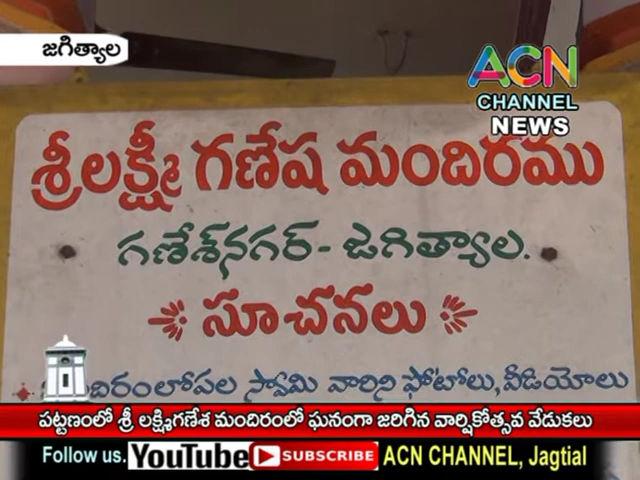 జగిత్యాల
ACN
CHANNEL
NEWS
శ్రీ లక్ష్మీ గణేష మందిరము
గణేశ్‌నగర్ - జగిత్యాల.
సూచనలు
లోపల స్వామి వారిని ఫోటోలు, వీడియోలు
పట్టణంలో శ్రీ లక్ష్మిగణేశ మందిరంలో ఘనంగా జరిగిన వార్షికోత్సవ వేడుకలు
Follow us. YouTube SUBSCRIBE ACN CHANNEL, Jagtial